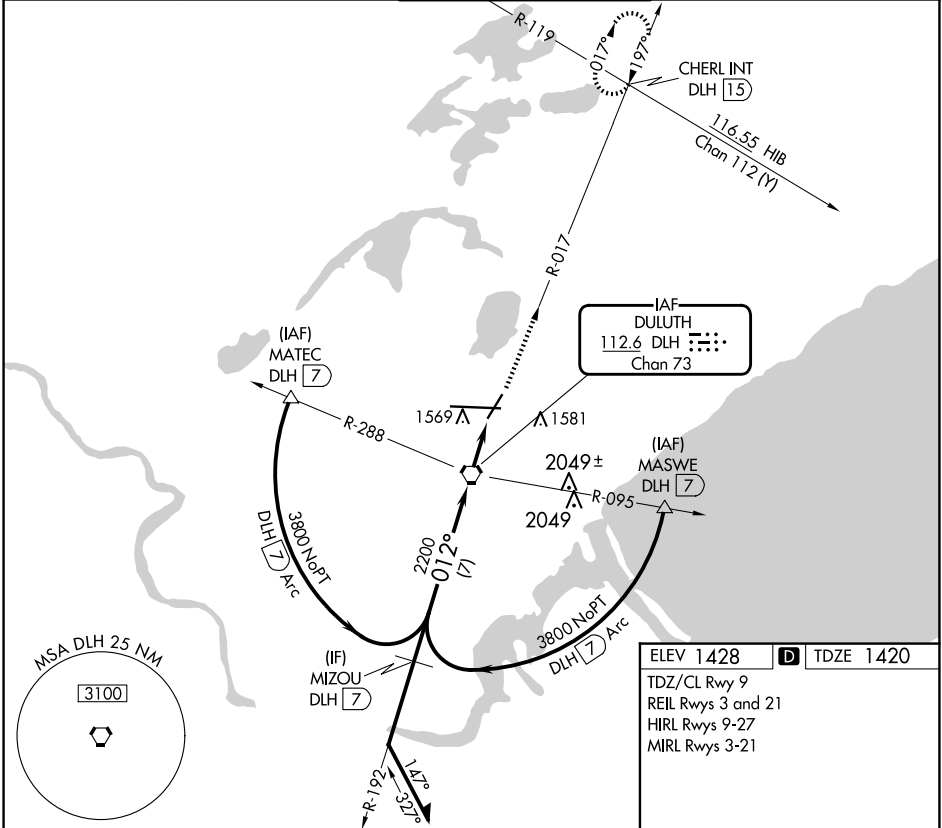 R-119
017°
197°
CHERL INT
DLH 15
116.55 HIB
Chan 112 (Y)
R-017
IAF
DULUTH
112.6 DLH
Chan 73
(IAF)
MATEC
DLH 7
R-288
1569
1581
2049±
2049
(IAF)
MASWE
DLH 7
R-095
3800 NoPT
DLH 7 Arc
2200
012°
(7)
3800 NoPT
DLH 7 Arc
(IF)
MIZOU
DLH 7
R-192
147°
327°
MSA DLH 25 NM
3100
ELEV 1428 D TDZE 1420
TDZ/CL Rwy 9
REIL Rwys 3 and 21
HIRL Rwys 9-27
MIRL Rwys 3-21